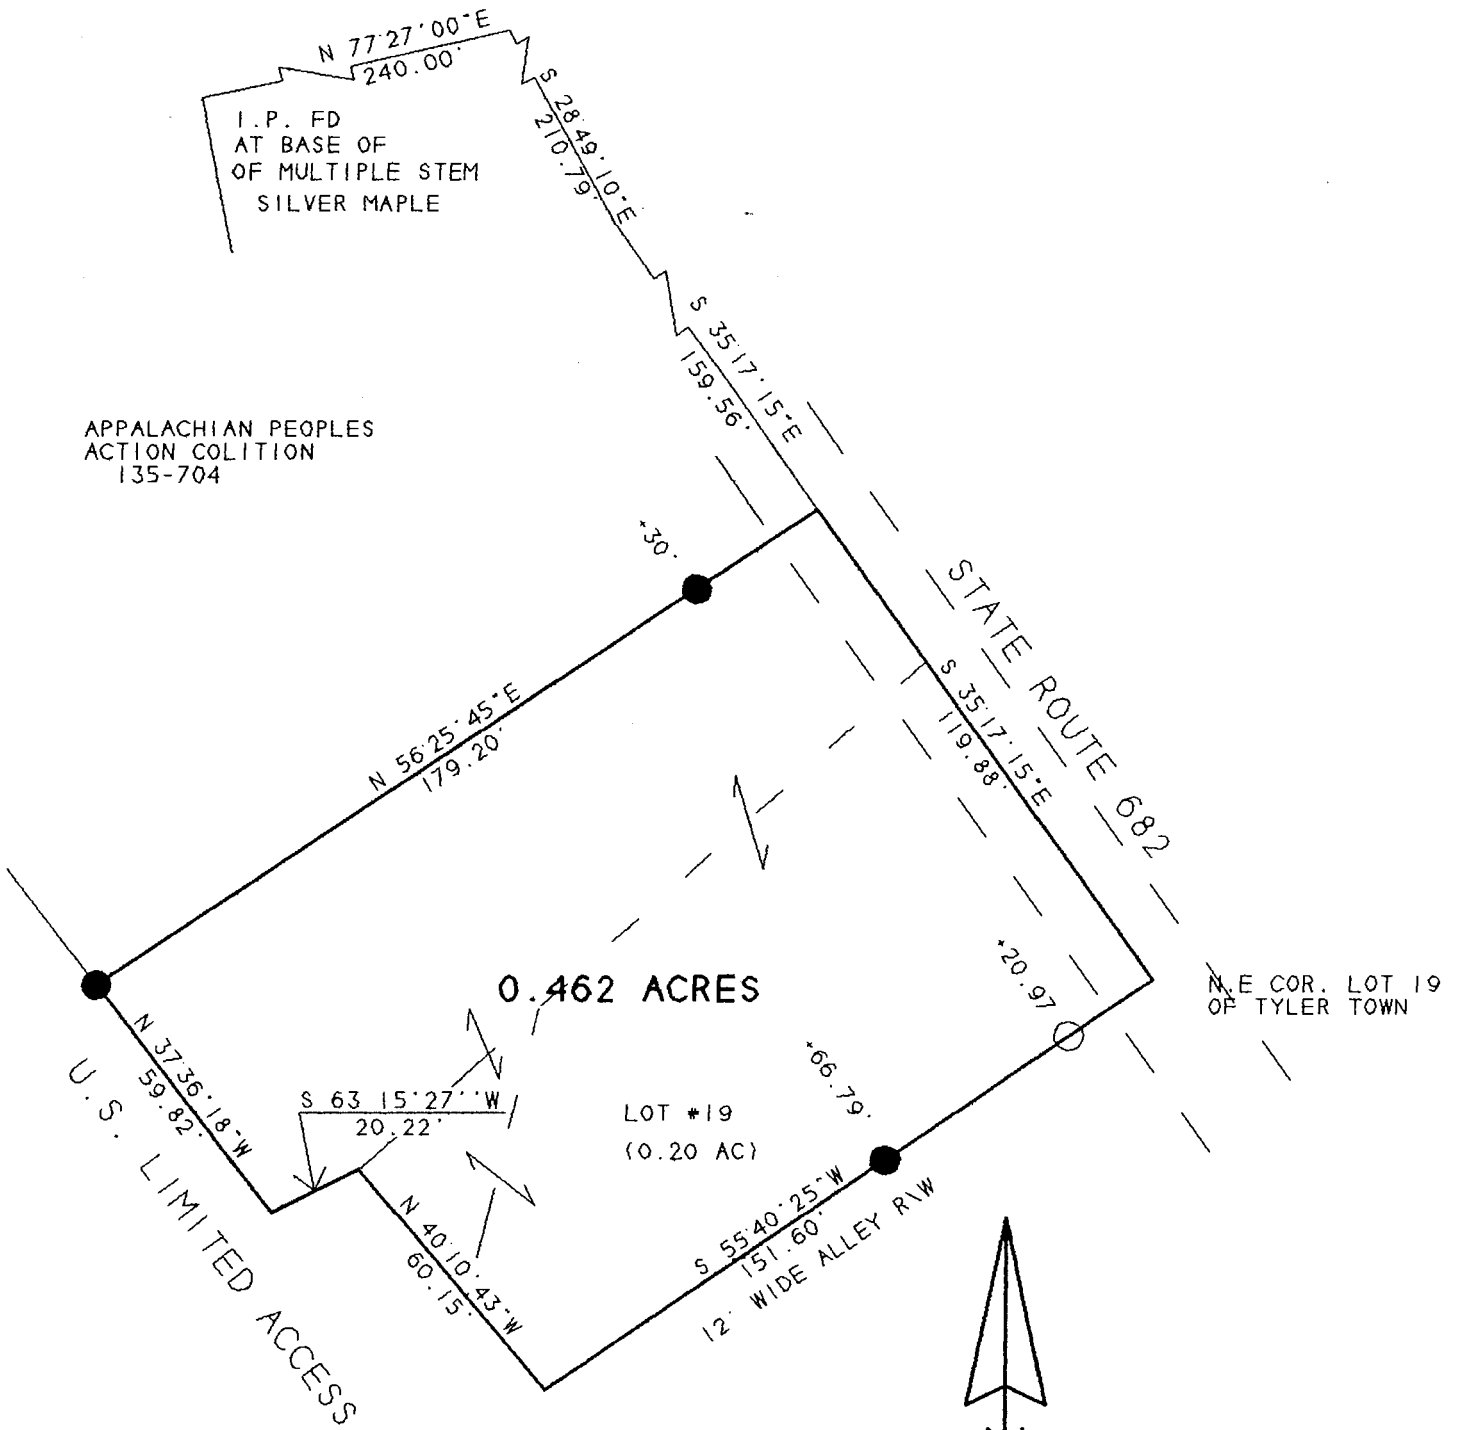 N 77°27'00"E
240.00'
I.P. FD
AT BASE OF
OF MULTIPLE STEM
SILVER MAPLE
S 28°49'10"E
210.79'
S 35°17'15"E
159.56'
APPALACHIAN PEOPLES
ACTION COLITION
135-704
+30'
STATE ROUTE 682
N 56°25'45"E
179.20'
S 35°17'15"E
119.88'
+20.97
N.E COR. LOT 19
OF TYLER TOWN
0.462 ACRES
N 37°36'18"W
59.82'
U.S. LIMITED ACCESS
S 63 15'27''W
20.22'
+66.79'
LOT #19
(0.20 AC)
N 40°10'43"W
60.15'
S 55°40'25"W
151.60'
12' WIDE ALLEY R\W